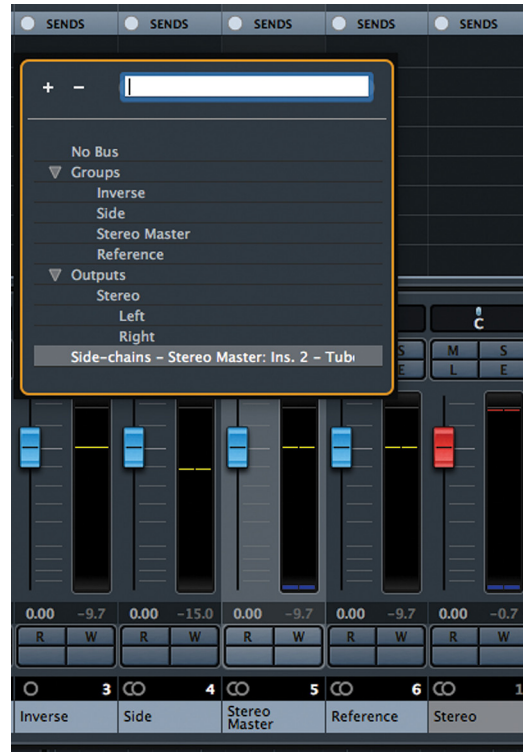 SENDS SENDS SENDS SENDS SENDS
+ −
No Bus
Groups
Inverse
Side
Stereo Master
Reference
Outputs
Stereo
Left
Right
Side-chains – Stereo Master: Ins. 2 – Tub
C
S M S
E L E
0.00 -9.7 0.00 -15.0 0.00 -9.7 0.00 -9.7 0.00 -0.7
R W R W R W R W R W
3 4 5 6 1
Inverse Side Stereo Master Reference Stereo